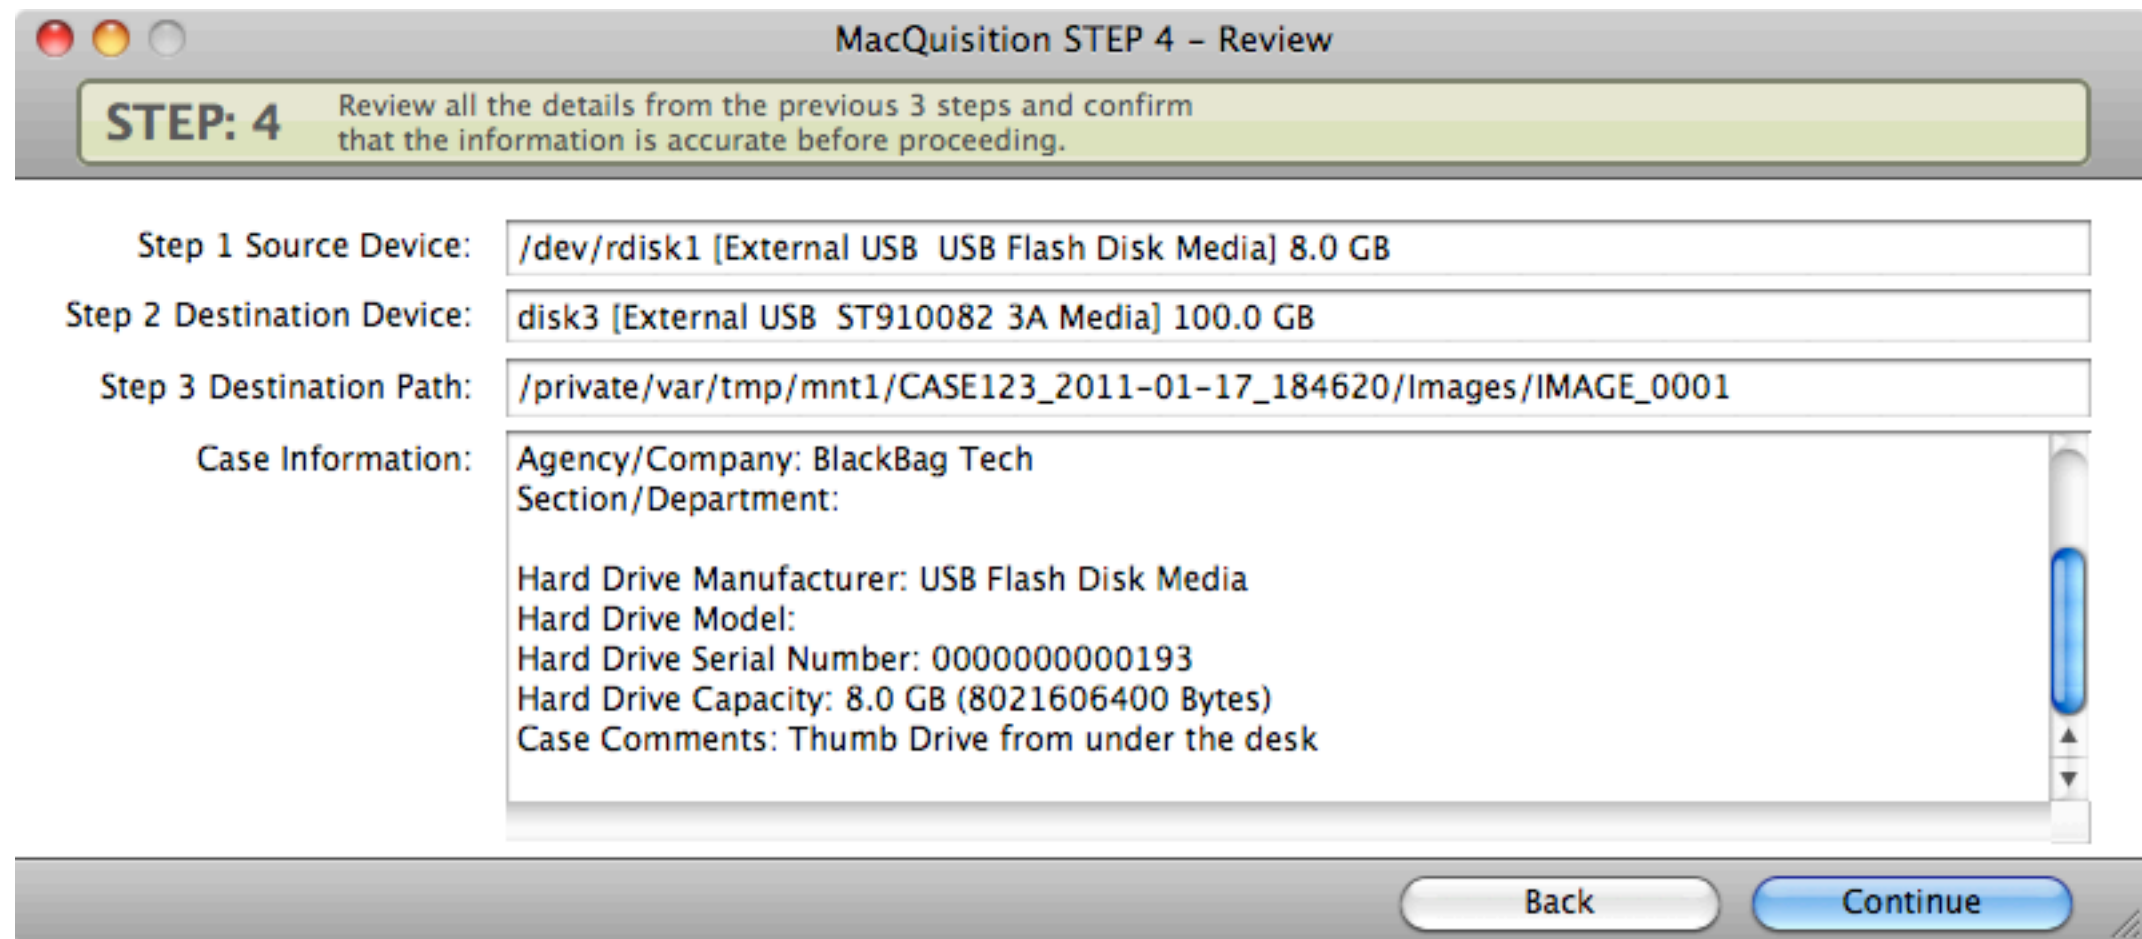 MacQuisition STEP 4 – Review
STEP: 4
Review all the details from the previous 3 steps and confirm
that the information is accurate before proceeding.
Step 1 Source Device:
/dev/rdisk1 [External USB  USB Flash Disk Media] 8.0 GB
Step 2 Destination Device:
disk3 [External USB  ST910082 3A Media] 100.0 GB
Step 3 Destination Path:
/private/var/tmp/mnt1/CASE123_2011-01-17_184620/Images/IMAGE_0001
Case Information:
Agency/Company: BlackBag Tech
Section/Department:
Hard Drive Manufacturer: USB Flash Disk Media
Hard Drive Model:
Hard Drive Serial Number: 0000000000193
Hard Drive Capacity: 8.0 GB (8021606400 Bytes)
Case Comments: Thumb Drive from under the desk
Back
Continue